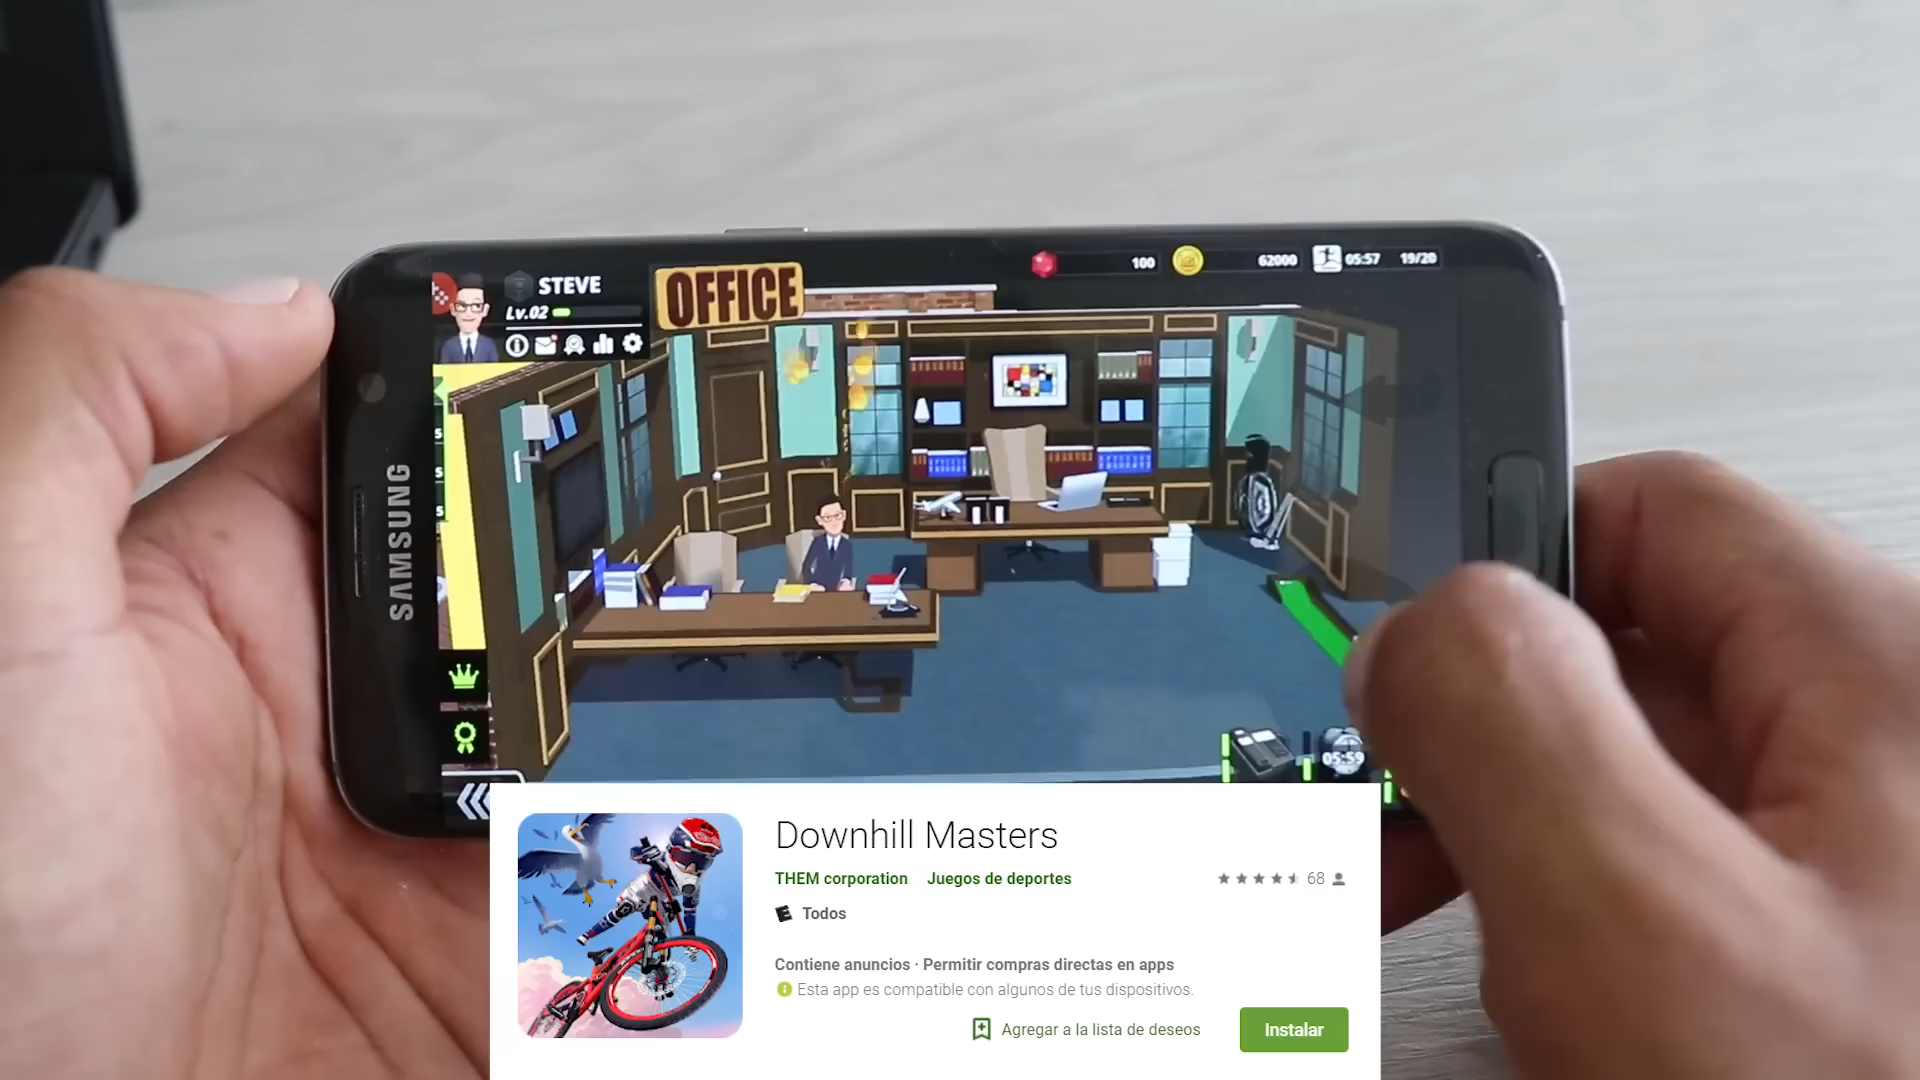 STEVE
OFFICE
100
62000
05:57
19/20
Lv.02
SAMSUNG
05:59
Downhill Masters
THEM corporation Juegos de deportes
68
E Todos
Contiene anuncios · Permitir compras directas en apps
Esta app es compatible con algunos de tus dispositivos.
Agregar a la lista de deseos
Instalar